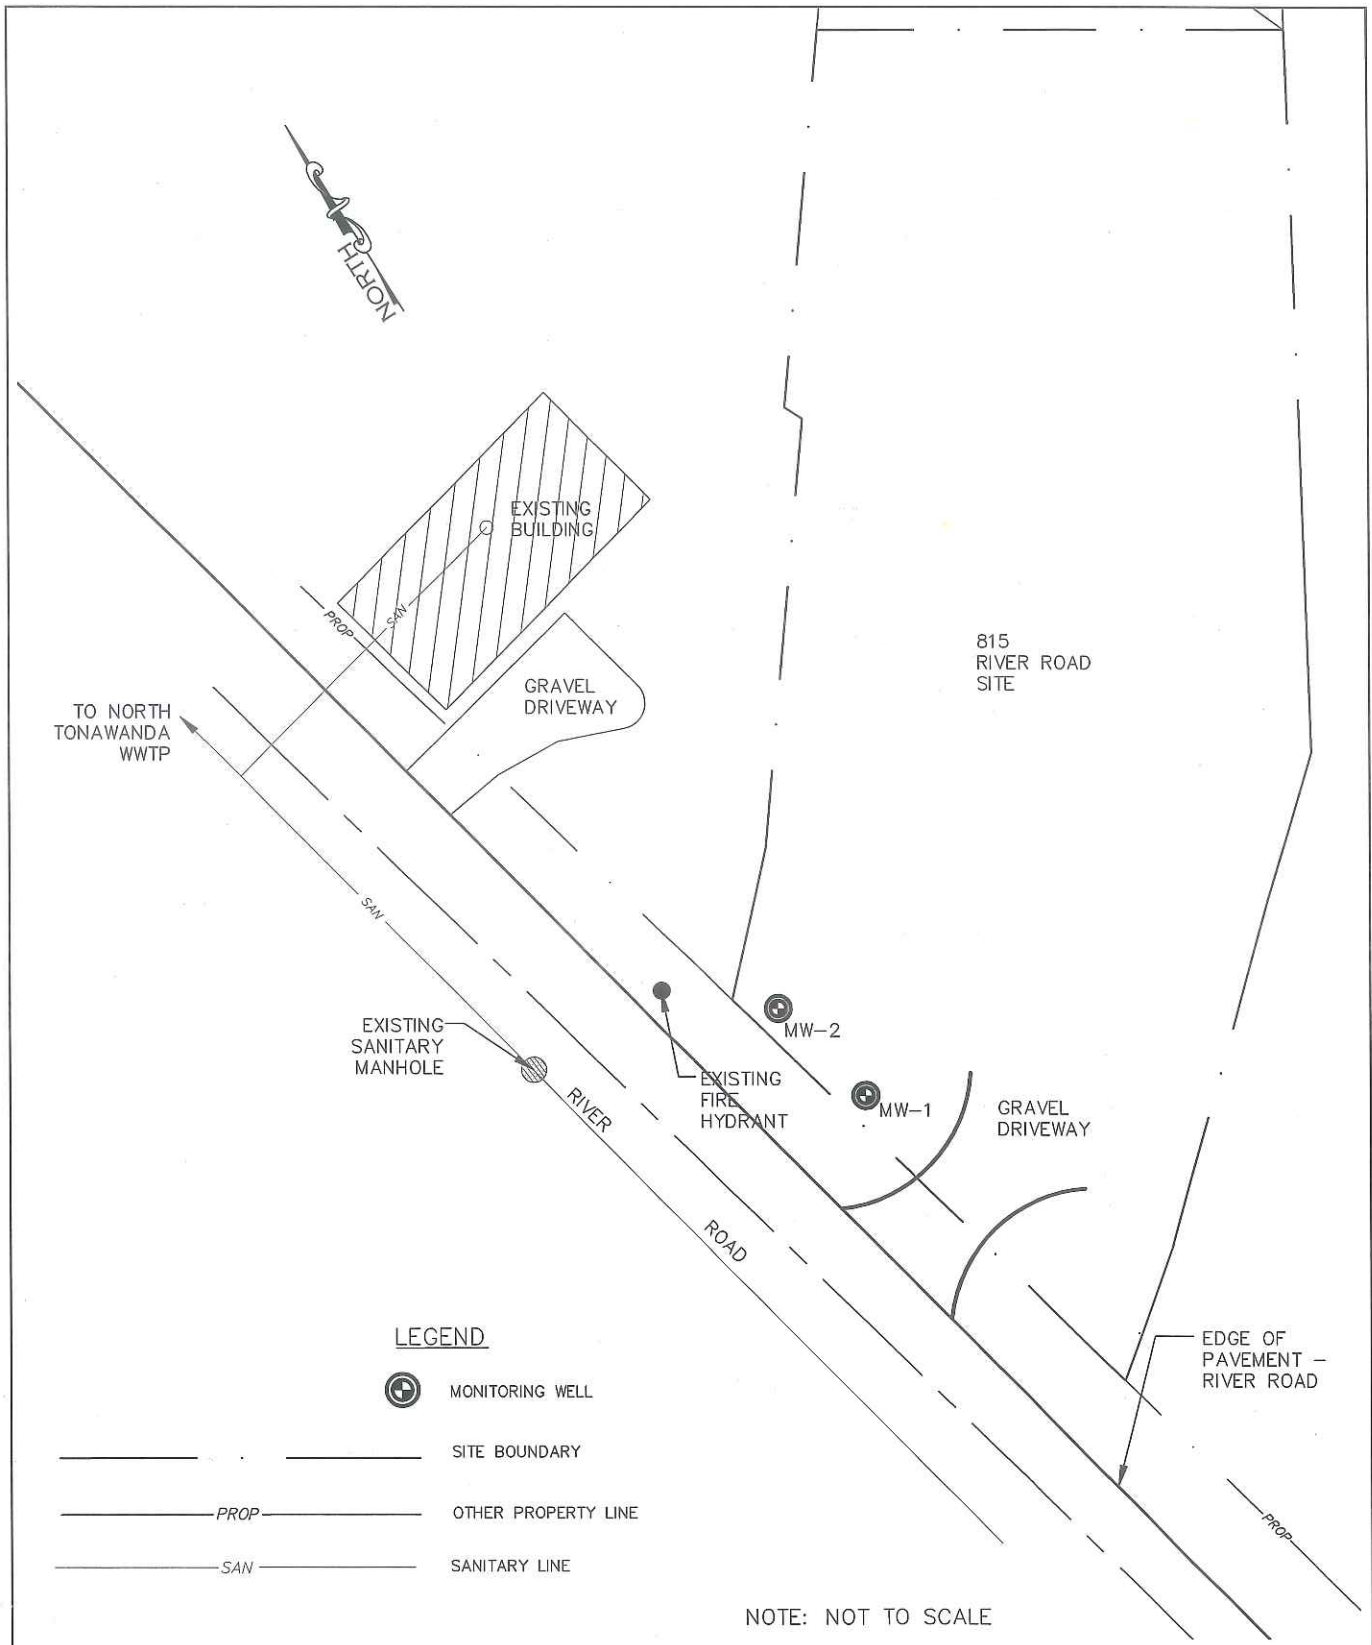 NORTH
EXISTING
BUILDING
PROP
SAN
GRAVEL
DRIVEWAY
815
RIVER ROAD
SITE
TO NORTH
TONAWANDA
WWTP
SAN
EXISTING
SANITARY
MANHOLE
MW-2
EXISTING
FIRE
HYDRANT
MW-1
GRAVEL
DRIVEWAY
RIVER
ROAD
EDGE OF
PAVEMENT -
RIVER ROAD
PROP
LEGEND
MONITORING WELL
SITE BOUNDARY
PROP
OTHER PROPERTY LINE
SAN
SANITARY LINE
NOTE: NOT TO SCALE